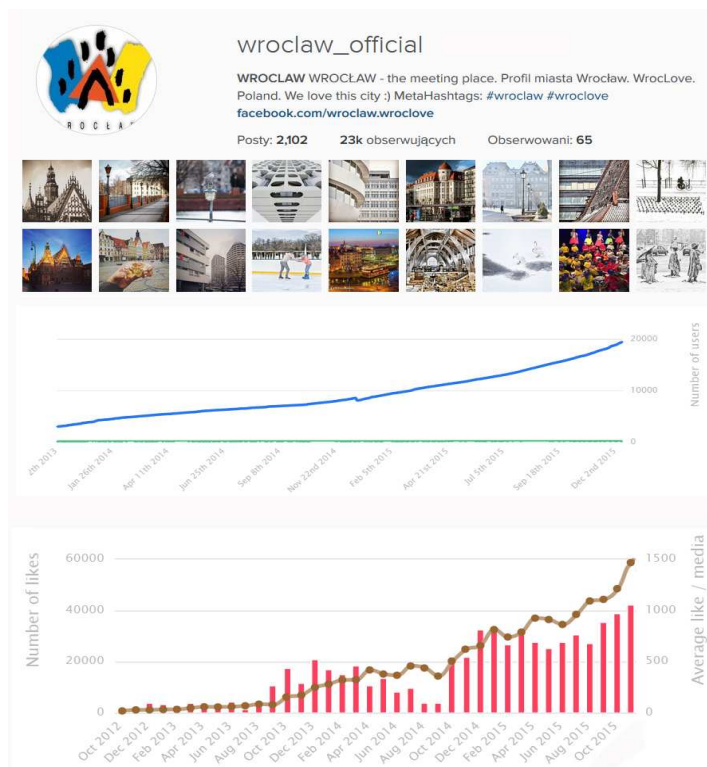 wroclaw_official
WROCLAW WROCŁAW - the meeting place. Profil miasta Wrocław. WrocLove.
Poland. We love this city :) MetaHashtags: #wroclaw #wroclove
facebook.com/wroclaw.wroclove
ROCŁA
Posty: 2,102 23k obserwujących Obserwowani: 65
20000
10000
0
Number of users
2th 2013
Jan 26th 2014
Apr 11th 2014
Jun 25th 2014
Sep 8th 2014
Nov 22nd 2014
Feb 5th 2015
Apr 21st 2015
Jul 5th 2015
Sep 18th 2015
Dec 2nd 2015
Number of likes
60000
40000
20000
0
1500
1000
500
0
Average like / media
Oct 2012
Dec 2012
Feb 2013
Apr 2013
Jun 2013
Aug 2013
Oct 2013
Dec 2013
Feb 2014
Apr 2014
Jun 2014
Aug 2014
Oct 2014
Dec 2014
Feb 2015
Apr 2015
Jun 2015
Aug 2015
Oct 2015